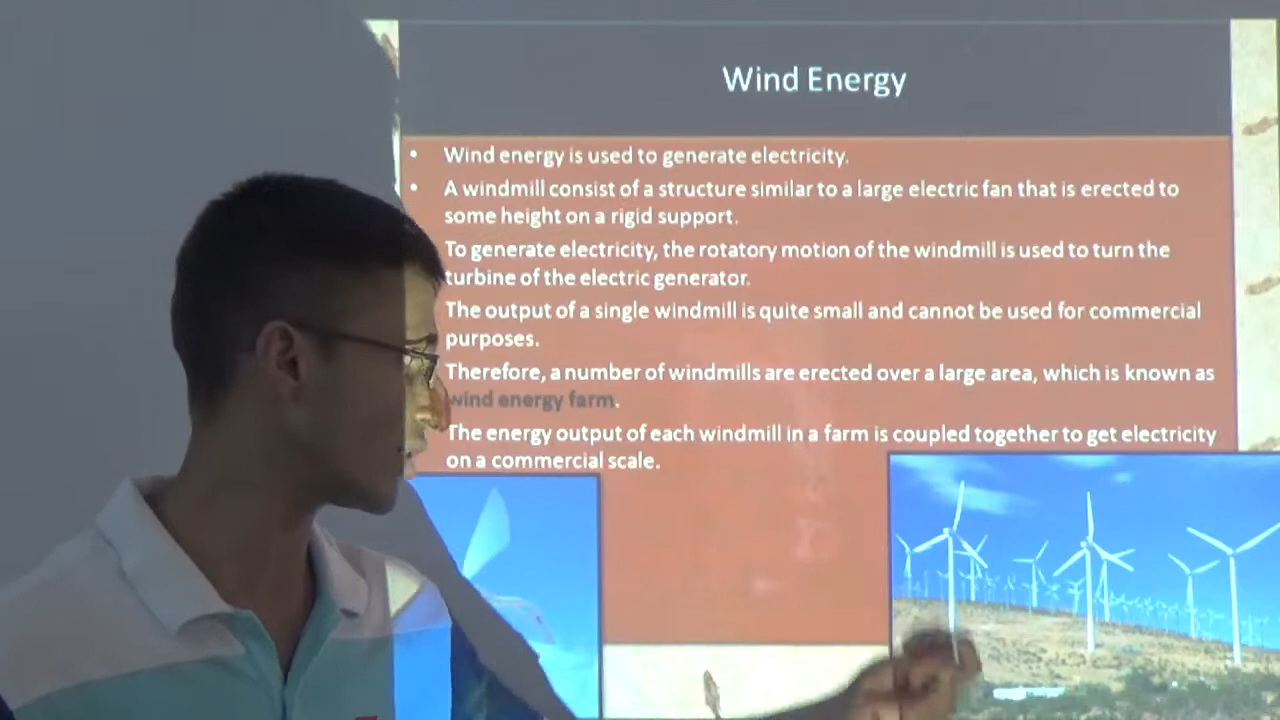 Wind Energy
• Wind energy is used to generate electricity.
• A windmill consist of a structure similar to a large electric fan that is erected to
some height on a rigid support.
To generate electricity, the rotatory motion of the windmill is used to turn the
turbine of the electric generator.
The output of a single windmill is quite small and cannot be used for commercial
purposes.
Therefore, a number of windmills are erected over a large area, which is known as
wind energy farm.
The energy output of each windmill in a farm is coupled together to get electricity
on a commercial scale.